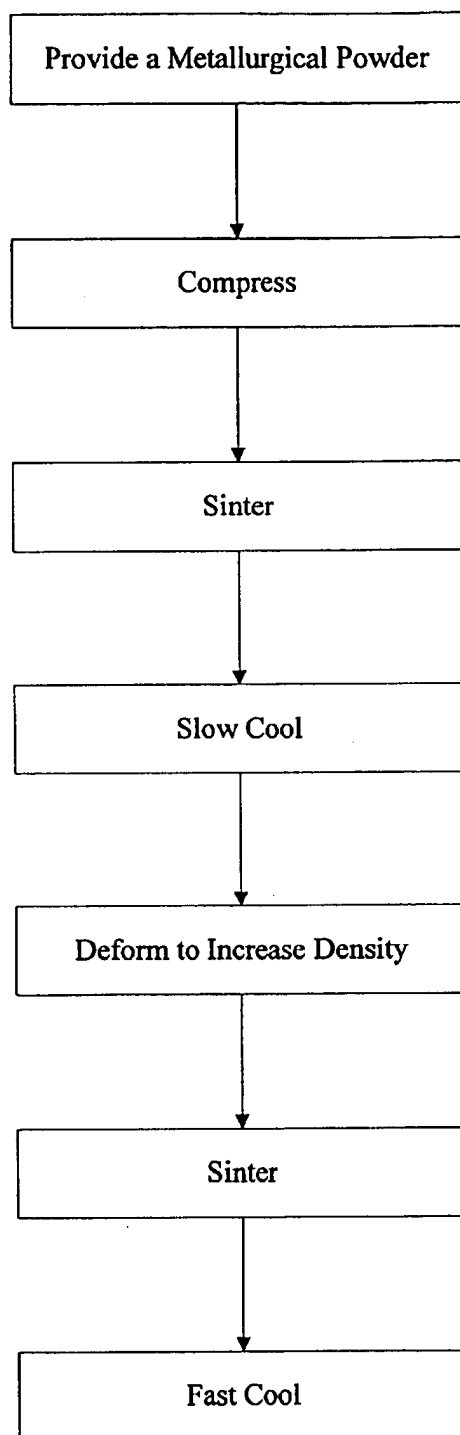 Provide a Metallurgical Powder
Compress
Sinter
Slow Cool
Deform to Increase Density
Sinter
Fast Cool